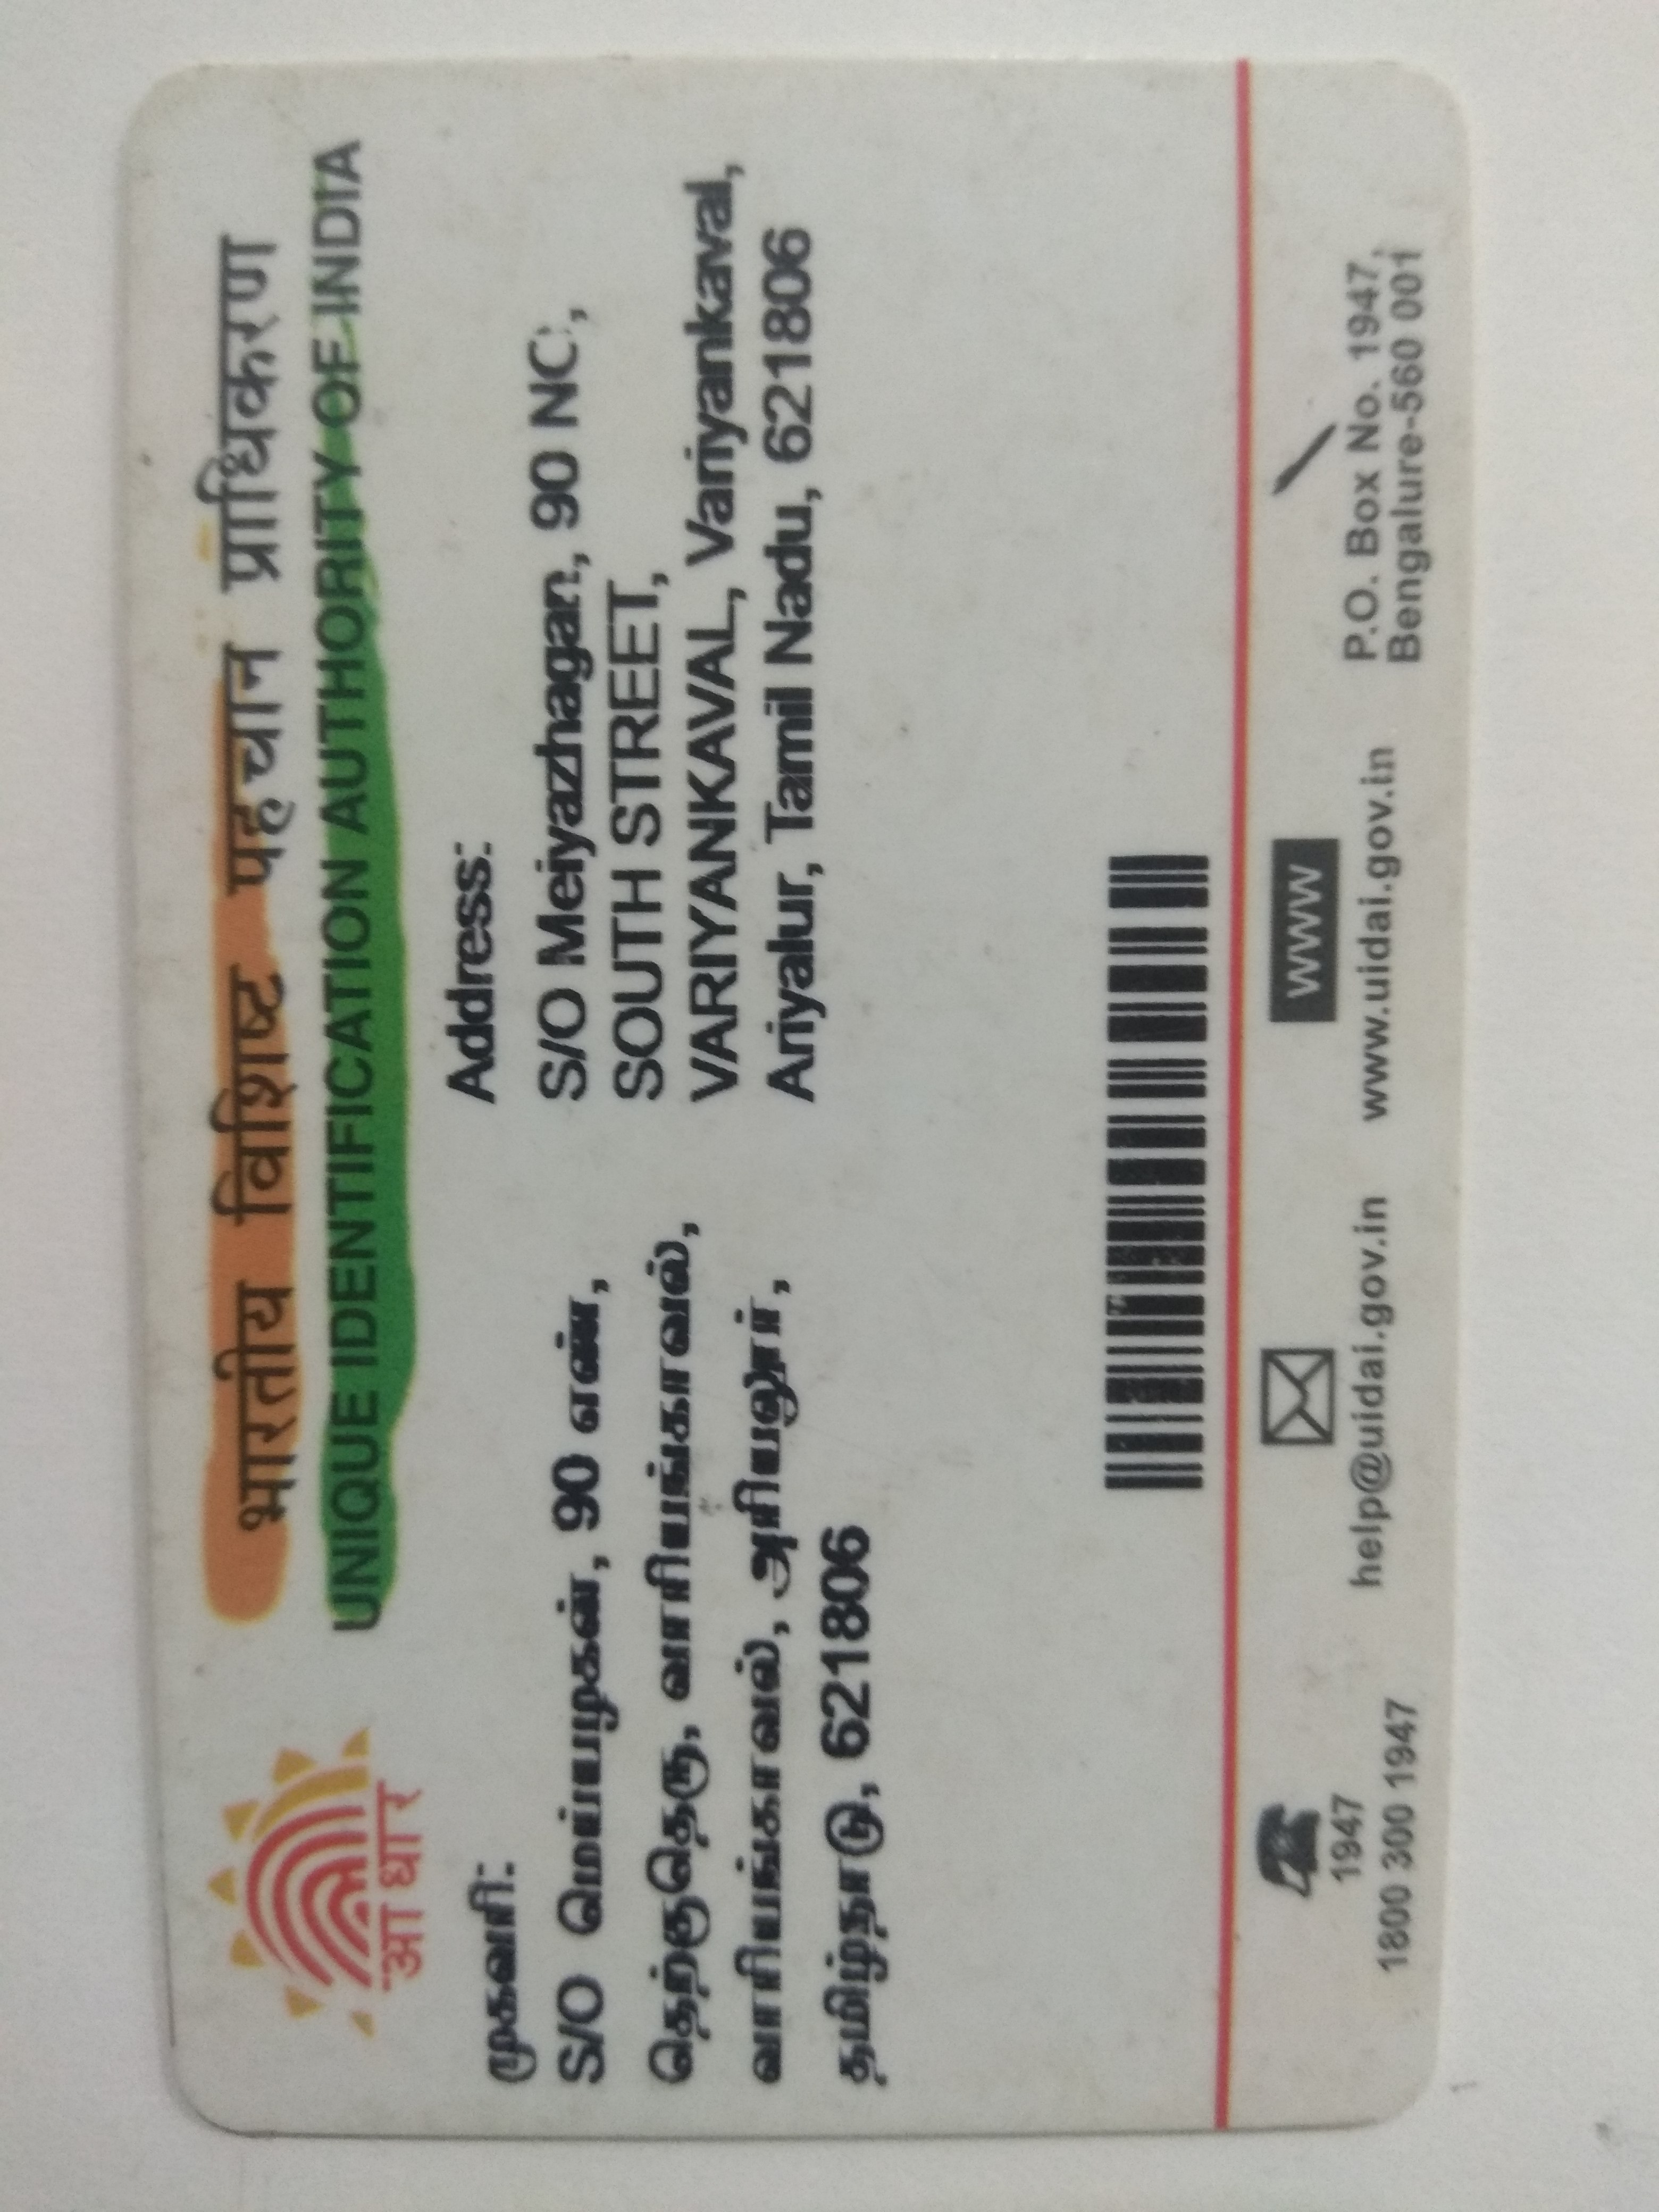 भारतीय विशिष्ट पहचान प्राधिकरण
UNIQUE IDENTIFICATION AUTHORITY OF INDIA
आधार
முகவரி:
S/O மெய்யழகன், 90 என்,
தெற்குதெரு, வாரியங்காவல்,
வாரியங்காவல், அரியலூர்,
தமிழ்நாடு, 621806
Address:
S/O Meiyazhagan, 90 NO,
SOUTH STREET,
VARIYANKAVAL, Variyankaval,
Ariyalur, Tamil Nadu, 621806
1947
1800 300 1947
help@uidai.gov.in
WWW
www.uidai.gov.in
P.O. Box No. 1947,
Bengalure-560 001